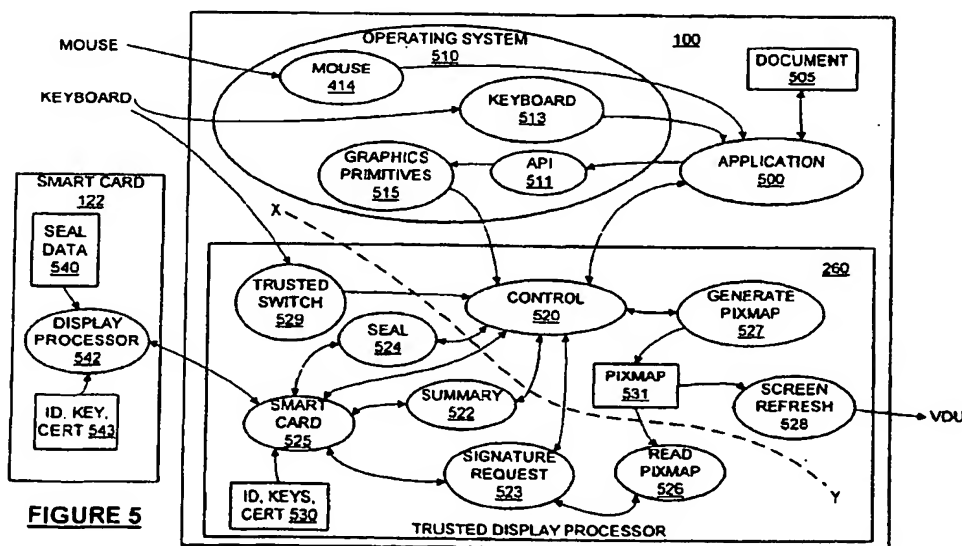 MOUSE
KEYBOARD
OPERATING SYSTEM
510
MOUSE
414
KEYBOARD
513
GRAPHICS
PRIMITIVES
515
API
511
100
DOCUMENT
505
APPLICATION
500
SMART CARD
122
SEAL
DATA
540
DISPLAY
PROCESSOR
542
ID, KEY,
CERT 543
X
260
TRUSTED
SWITCH
529
CONTROL
520
GENERATE
PIXMAP
527
SEAL
524
PIXMAP
531
SCREEN
REFRESH
528
VDU
SMART
CARD
525
SUMMARY
522
SIGNATURE
REQUEST
523
READ
PIXMAP
526
Y
ID, KEYS,
CERT 530
TRUSTED DISPLAY PROCESSOR
FIGURE 5